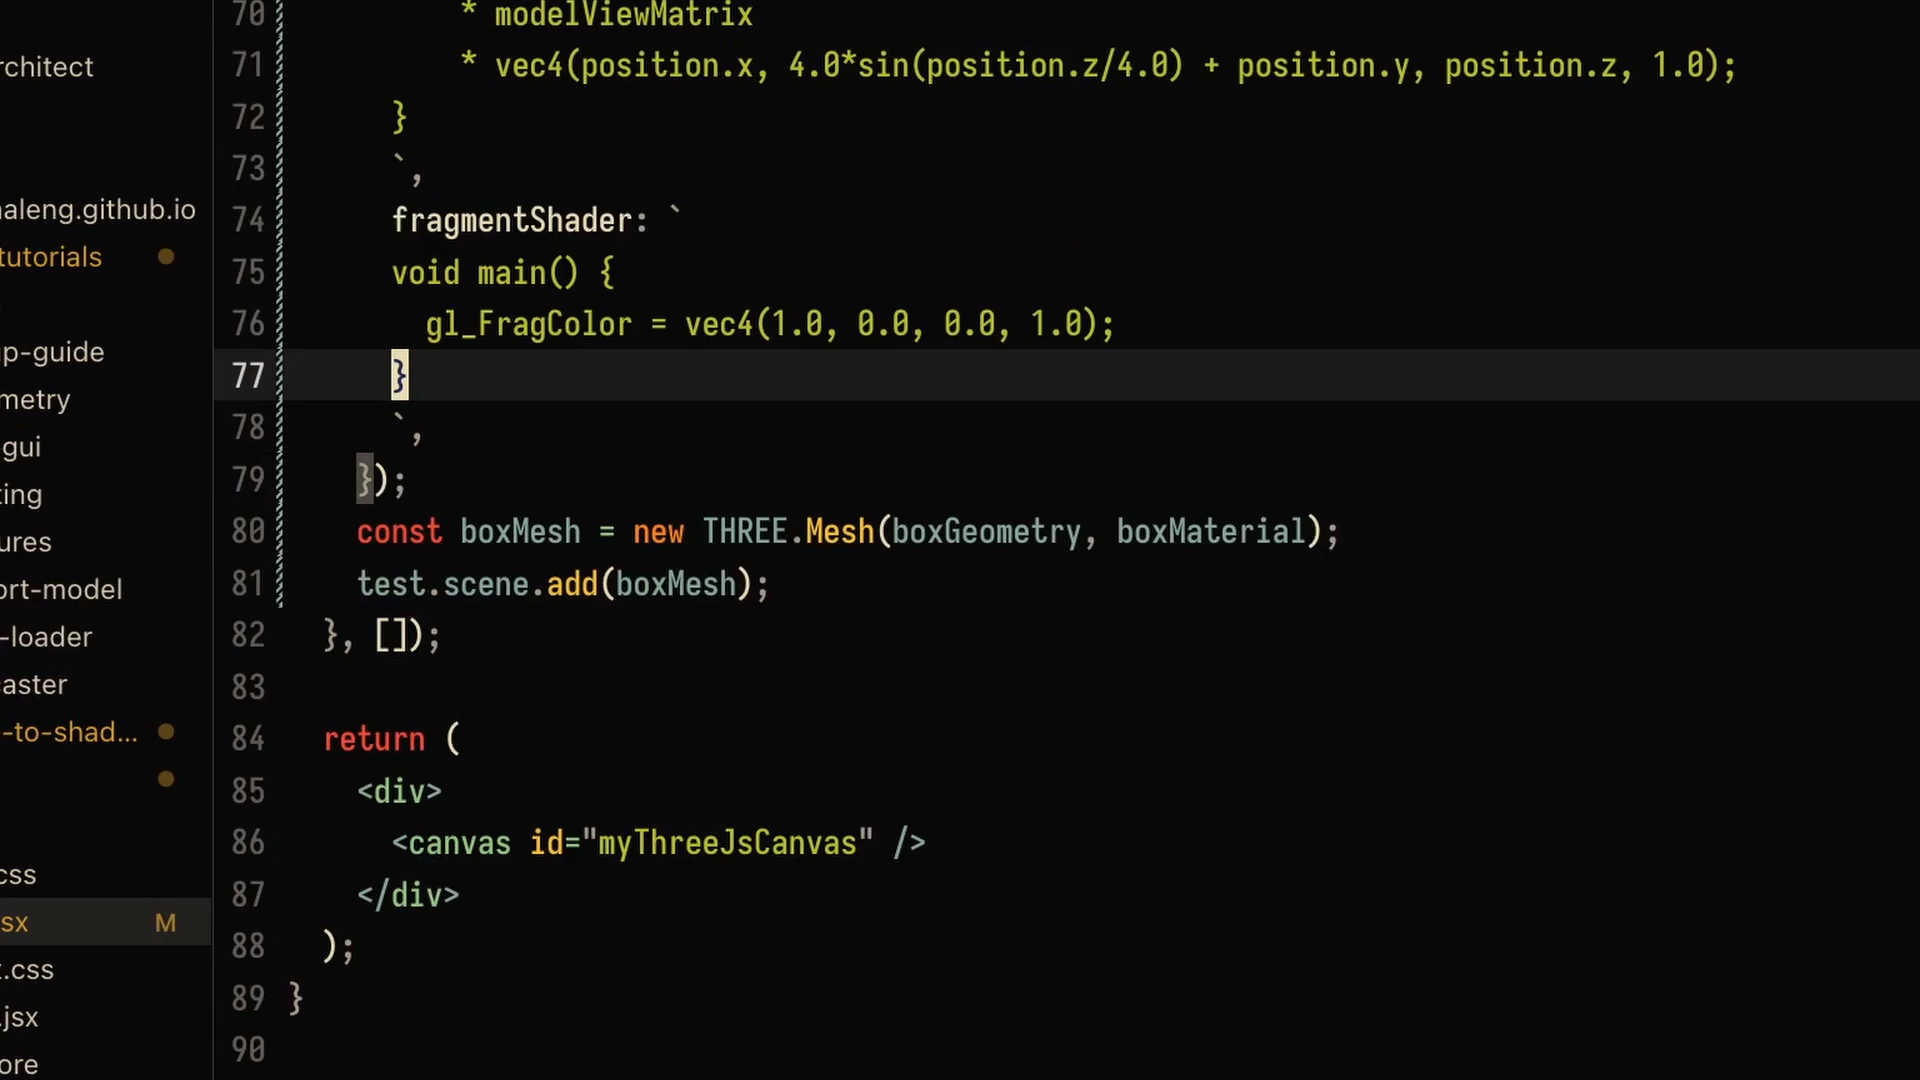 rchitect
aleng.github.io
tutorials
p-guide
metry
gui
ting
ures
ort-model
-loader
caster
-to-shad...
css
sx M
.css
.jsx
ore
70 * modelViewMatrix
71 * vec4(position.x, 4.0*sin(position.z/4.0) + position.y, position.z, 1.0);
72 }
73 `,
74 fragmentShader: `
75 void main() {
76 gl_FragColor = vec4(1.0, 0.0, 0.0, 1.0);
77 }
78 `,
79 });
80 const boxMesh = new THREE.Mesh(boxGeometry, boxMaterial);
81 test.scene.add(boxMesh);
82 }, []);
83
84 return (
85 <div>
86 <canvas id="myThreeJsCanvas" />
87 </div>
88 );
89 }
90